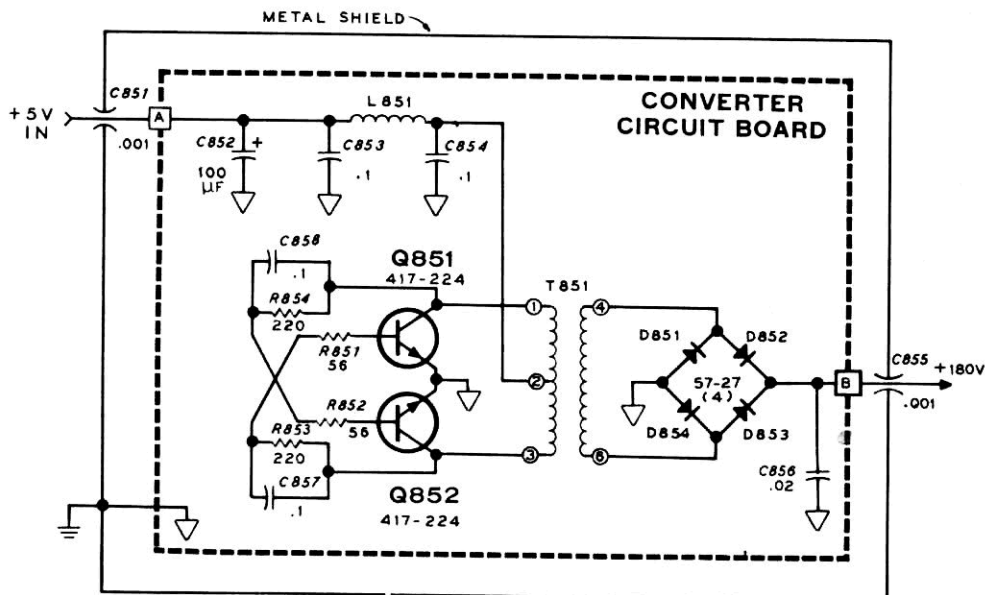 METAL SHIELD
+5V
IN
C851
.001
A
L851
CONVERTER
CIRCUIT BOARD
C852
+
100
µF
C853
.1
C854
.1
C858
.1
R854
220
Q851
417-224
R851
56
R852
56
R853
220
C857
.1
Q852
417-224
T851
1
2
3
4
6
D851
D852
57-27
(4)
D854
D853
B
C855
+180V
.001
C856
.02